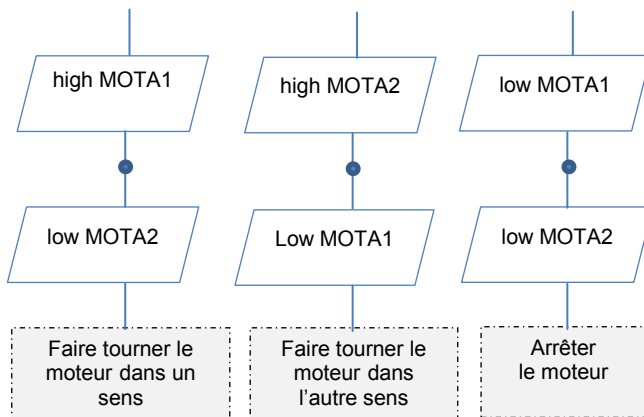 high MOTA1
low MOTA2
Faire tourner le
moteur dans un
sens
high MOTA2
Low MOTA1
Faire tourner le
moteur dans
l'autre sens
low MOTA1
low MOTA2
Arrêter
le moteur